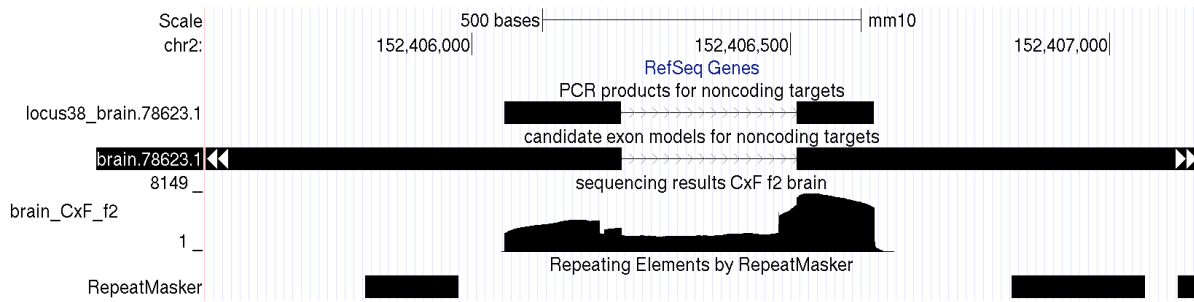 Scale 500 bases mm10
chr2: 152,406,000 152,406,500 152,407,000
RefSeq Genes
PCR products for noncoding targets
locus38_brain.78623.1
candidate exon models for noncoding targets
brain.78623.1
8149 _ sequencing results CxF f2 brain
brain_CxF_f2
1 _
Repeating Elements by RepeatMasker
RepeatMasker